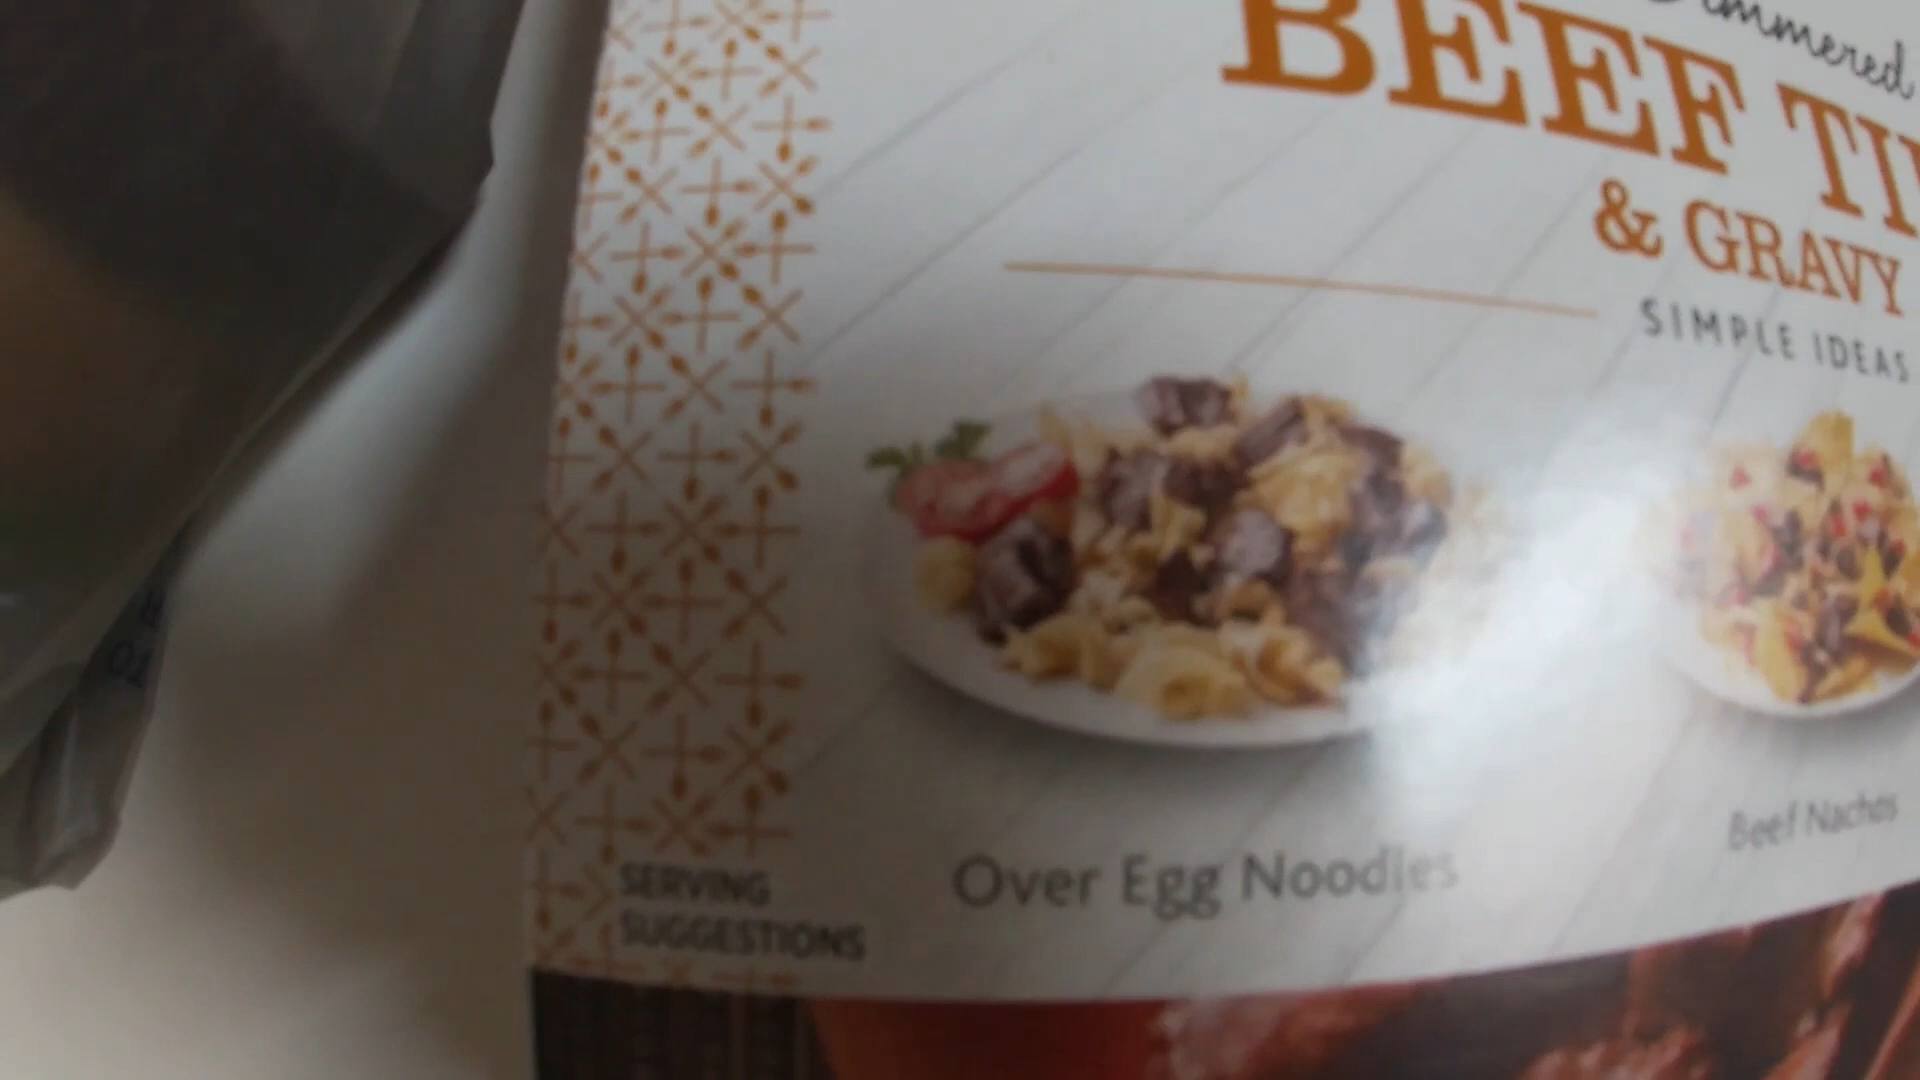 BEEF
& GRAVY
SIMPLE IDEAS
Over Egg Noodles
Beef Nachos
SERVING
SUGGESTIONS